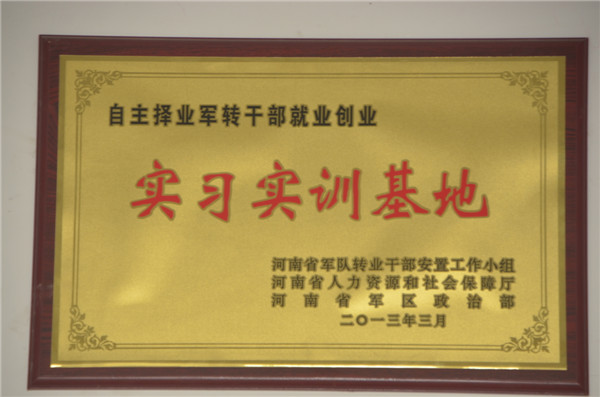 自主择业军转干部就业创业
实习实训基地
河南省军队转业干部安置工作小组
河南省人力资源和社会保障厅
河南省军区政治部
二〇一三年三月